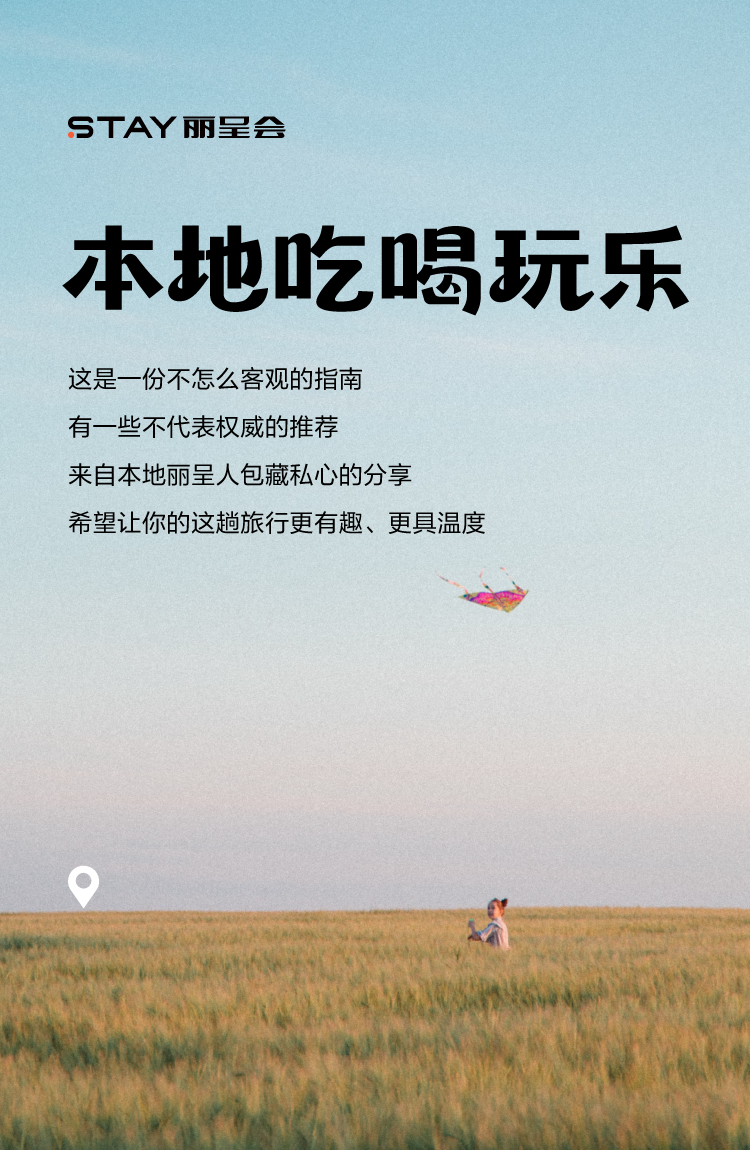 STAY 丽呈会
本地吃喝玩乐
这是一份不怎么客观的指南
有一些不代表权威的推荐
来自本地丽呈人包藏私心的分享
希望让你的这趟旅行更有趣、更具温度